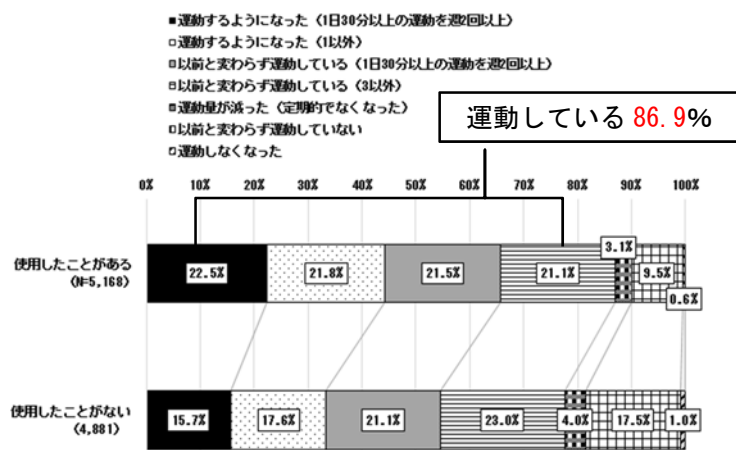 ■運動するようになった（1日30分以上の運動を週2回以上）
□運動するようになった（1以外）
□以前と変わらず運動している（1日30分以上の運動を週2回以上）
□以前と変わらず運動している（3以外）
■運動量が減った（定期的でなくなった）
□以前と変わらず運動していない
□運動しなくなった
運動している 86.9%
0% 10% 20% 30% 40% 50% 60% 70% 80% 90% 100%
使用したことがある
（N=5,168）
22.5% 21.8% 21.5% 21.1% 3.1% 9.5% 0.6%
使用したことがない
（4,881）
15.7% 17.6% 21.1% 23.0% 4.0% 17.5% 1.0%